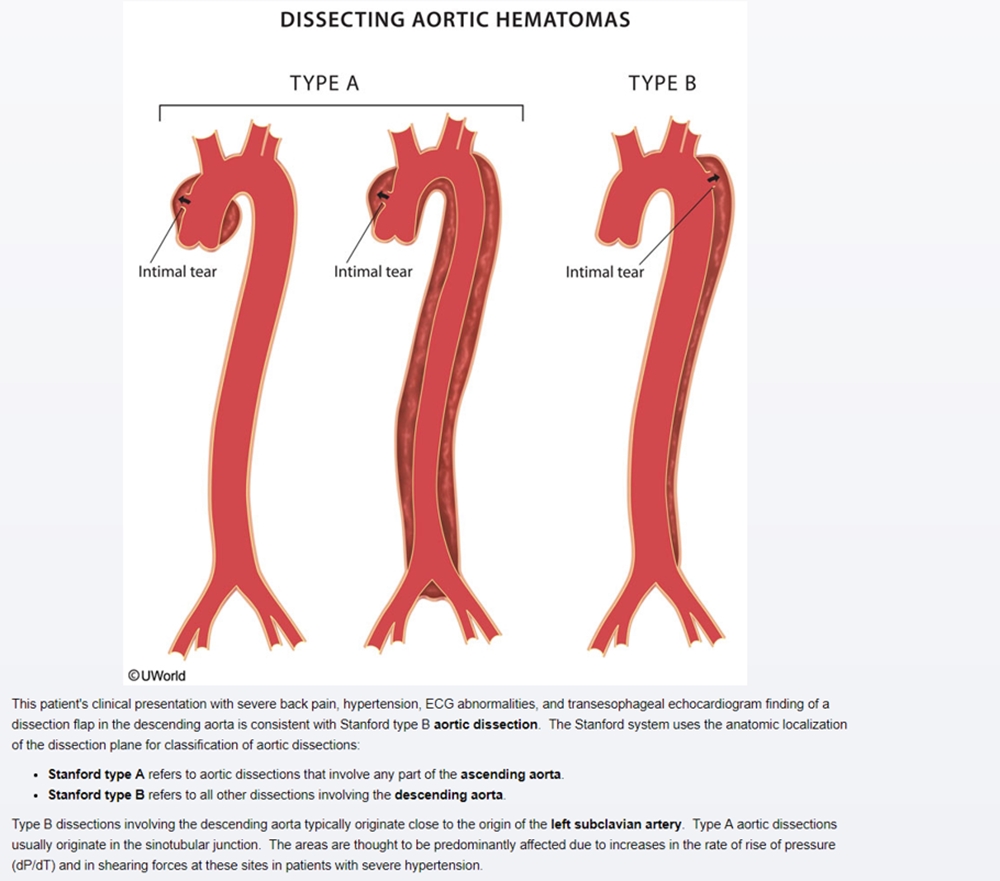 DISSECTING AORTIC HEMATOMAS
TYPE A
TYPE B
Intimal tear
Intimal tear
Intimal tear
©UWorld
This patient's clinical presentation with severe back pain, hypertension, ECG abnormalities, and transesophageal echocardiogram finding of a
dissection flap in the descending aorta is consistent with Stanford type B aortic dissection. The Stanford system uses the anatomic localization
of the dissection plane for classification of aortic dissections:
• Stanford type A refers to aortic dissections that involve any part of the ascending aorta.
• Stanford type B refers to all other dissections involving the descending aorta.
Type B dissections involving the descending aorta typically originate close to the origin of the left subclavian artery. Type A aortic dissections
usually originate in the sinotubular junction. The areas are thought to be predominantly affected due to increases in the rate of rise of pressure
(dP/dT) and in shearing forces at these sites in patients with severe hypertension.